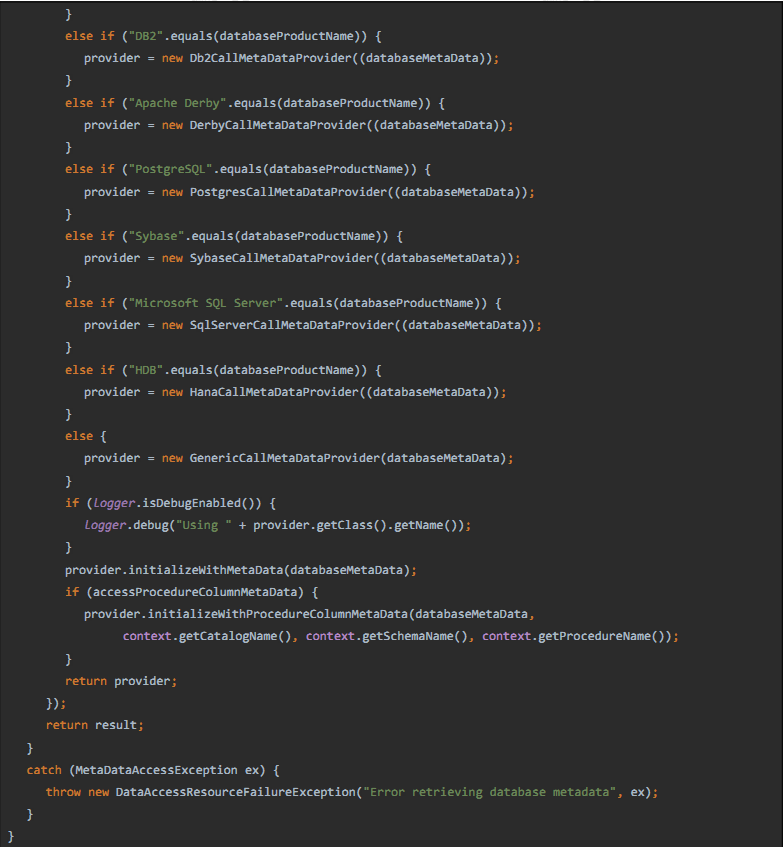 }
else if ("DB2".equals(databaseProductName)) {
provider = new Db2CallMetaDataProvider((databaseMetaData));
}
else if ("Apache Derby".equals(databaseProductName)) {
provider = new DerbyCallMetaDataProvider((databaseMetaData));
}
else if ("PostgreSQL".equals(databaseProductName)) {
provider = new PostgresCallMetaDataProvider((databaseMetaData));
}
else if ("Sybase".equals(databaseProductName)) {
provider = new SybaseCallMetaDataProvider((databaseMetaData));
}
else if ("Microsoft SQL Server".equals(databaseProductName)) {
provider = new SqlServerCallMetaDataProvider((databaseMetaData));
}
else if ("HDB".equals(databaseProductName)) {
provider = new HanaCallMetaDataProvider((databaseMetaData));
}
else {
provider = new GenericCallMetaDataProvider(databaseMetaData);
}
if (logger.isDebugEnabled()) {
logger.debug("Using " + provider.getClass().getName());
}
provider.initializeWithMetaData(databaseMetaData);
if (accessProcedureColumnMetaData) {
provider.initializeWithProcedureColumnMetaData(databaseMetaData,
context.getCatalogName(), context.getSchemaName(), context.getProcedureName());
}
return provider;
});
return result;
}
catch (MetaDataAccessException ex) {
throw new DataAccessResourceFailureException("Error retrieving database metadata", ex);
}
}